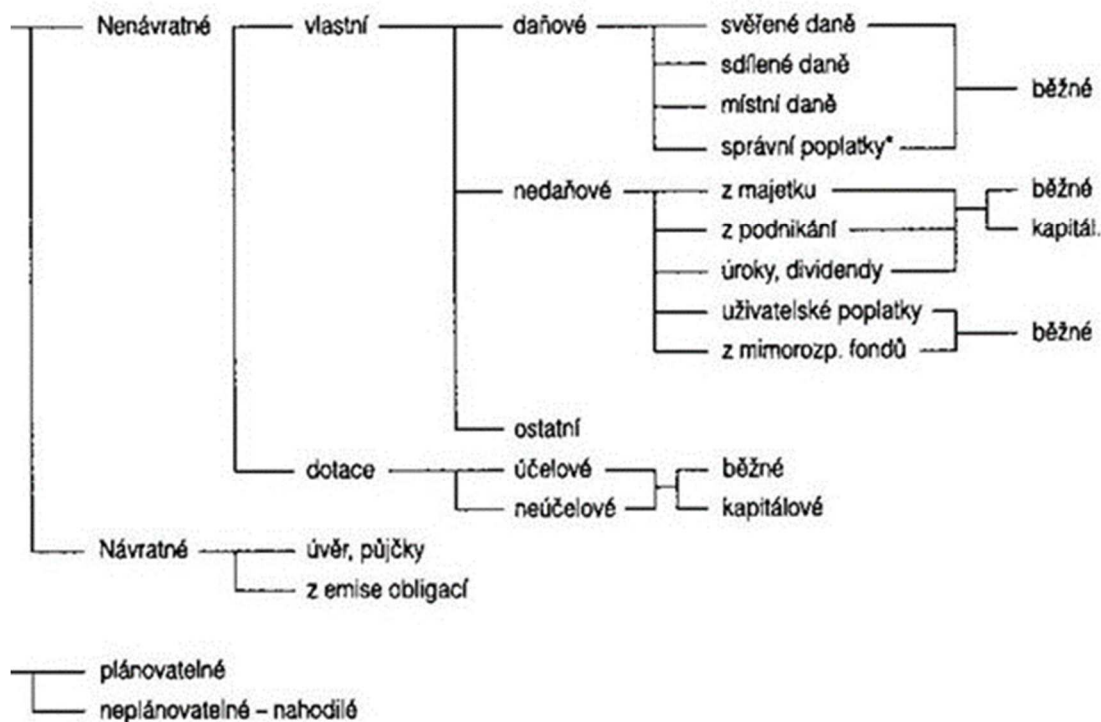 Nenávratné vlastní daňové svěřené daně
sdílené daně
běžné
místní daně
správní poplatky*
nedaňové z majetku běžné
z podnikání kapitál.
úroky, dividendy
uživatelské poplatky
běžné
z mimorozp. fondů
ostatní
dotace účelové běžné
neúčelové kapitálové
Návratné úvěr, půjčky
z emise obligací
plánovatelné
neplánovatelné – nahodilé